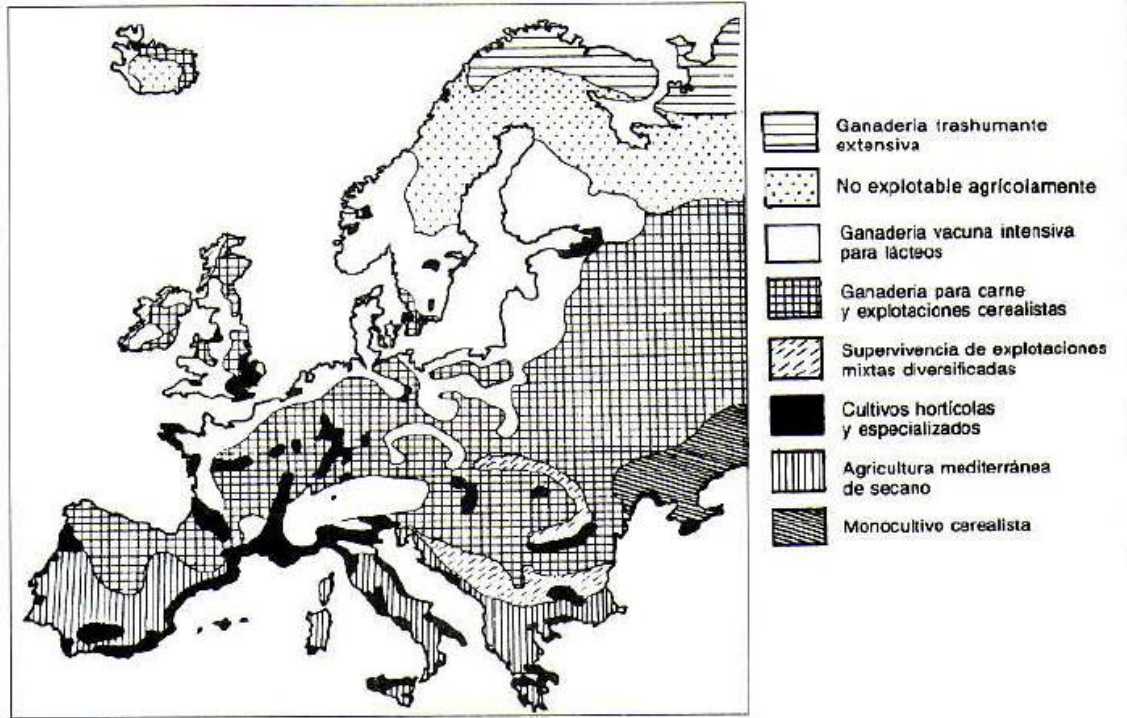 Ganadería trashumante
extensiva
No explotable agrícolamente
Ganadería vacuna intensiva
para lácteos
Ganadería para carne
y explotaciones cerealistas
Supervivencia de explotaciones
mixtas diversificadas
Cultivos hortícolas
y especializados
Agricultura mediterránea
de secano
Monocultivo cerealista